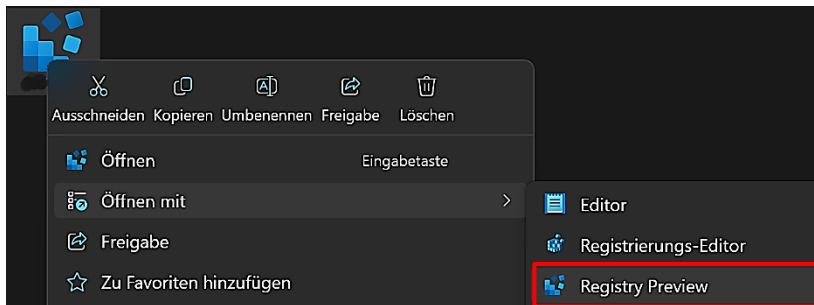 Ausschneiden Kopieren Umbenennen Freigabe Löschen
Öffnen Eingabetaste
Öffnen mit
Editor
Freigabe
Registrierungs-Editor
Zu Favoriten hinzufügen
Registry Preview